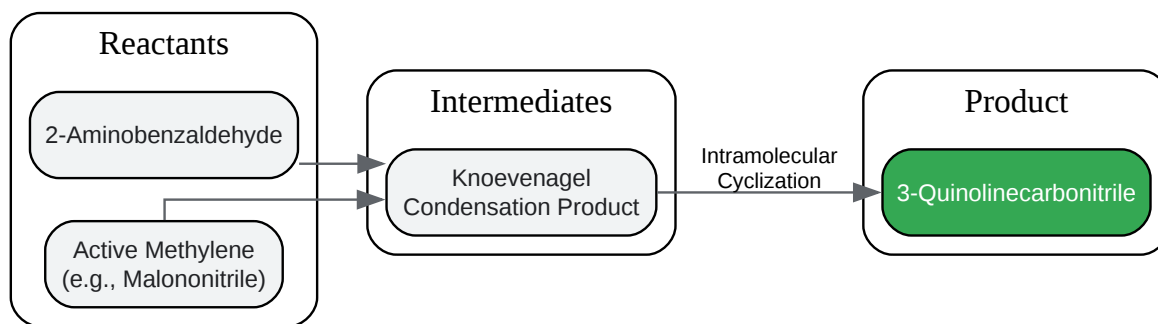 Reactants
2-Aminobenzaldehyde
Active Methylene
(e.g., Malononitrile)
Intermediates
Knoevenagel
Condensation Product
Intramolecular
Cyclization
Product
3-Quinolinecarbonitrile